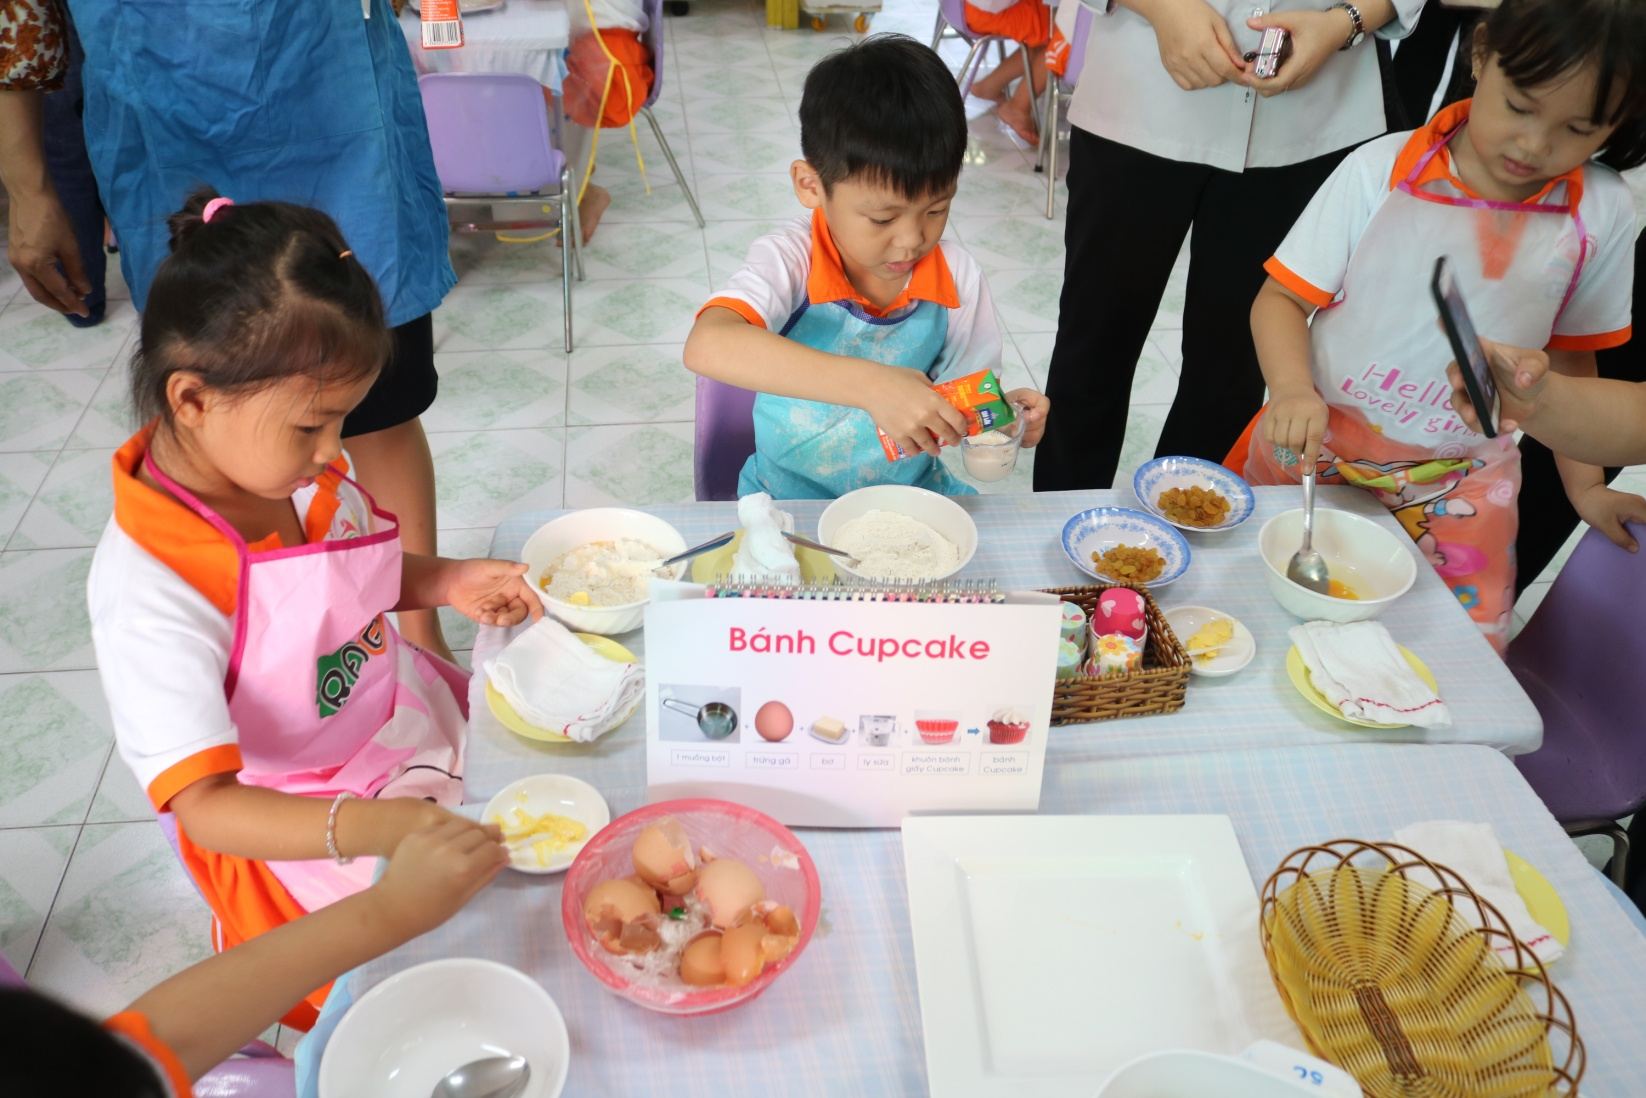 Bánh Cupcake
1 muỗng bột
trứng gà
bơ
ly sữa
khuôn bánh
giấy Cupcake
bánh
Cupcake
Hello
Lovely girl